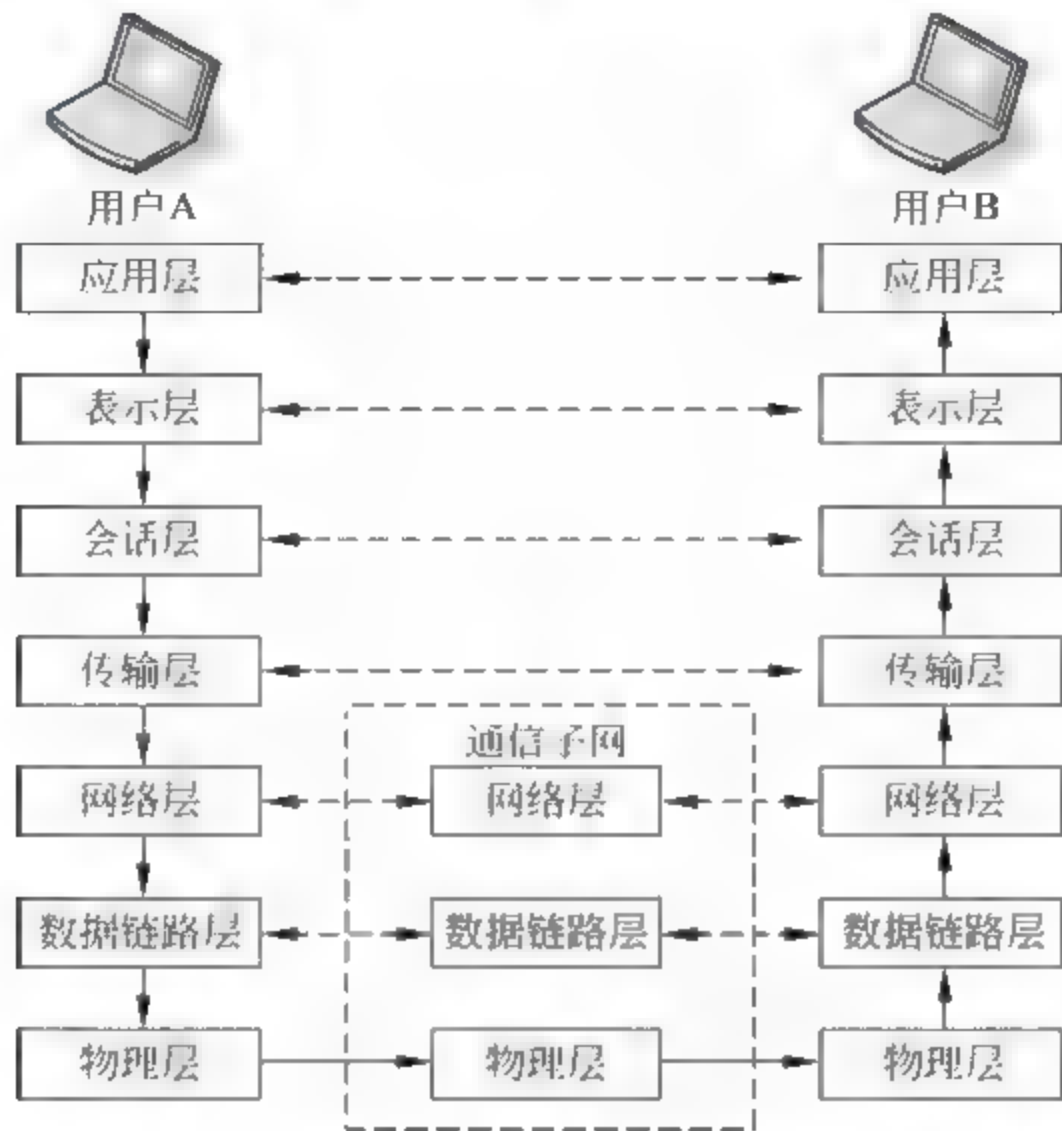 用户A 用户B
应用层 应用层
表示层 表示层
会话层 会话层
传输层 传输层
通信子网
网络层 网络层 网络层
数据链路层 数据链路层 数据链路层
物理层 物理层 物理层